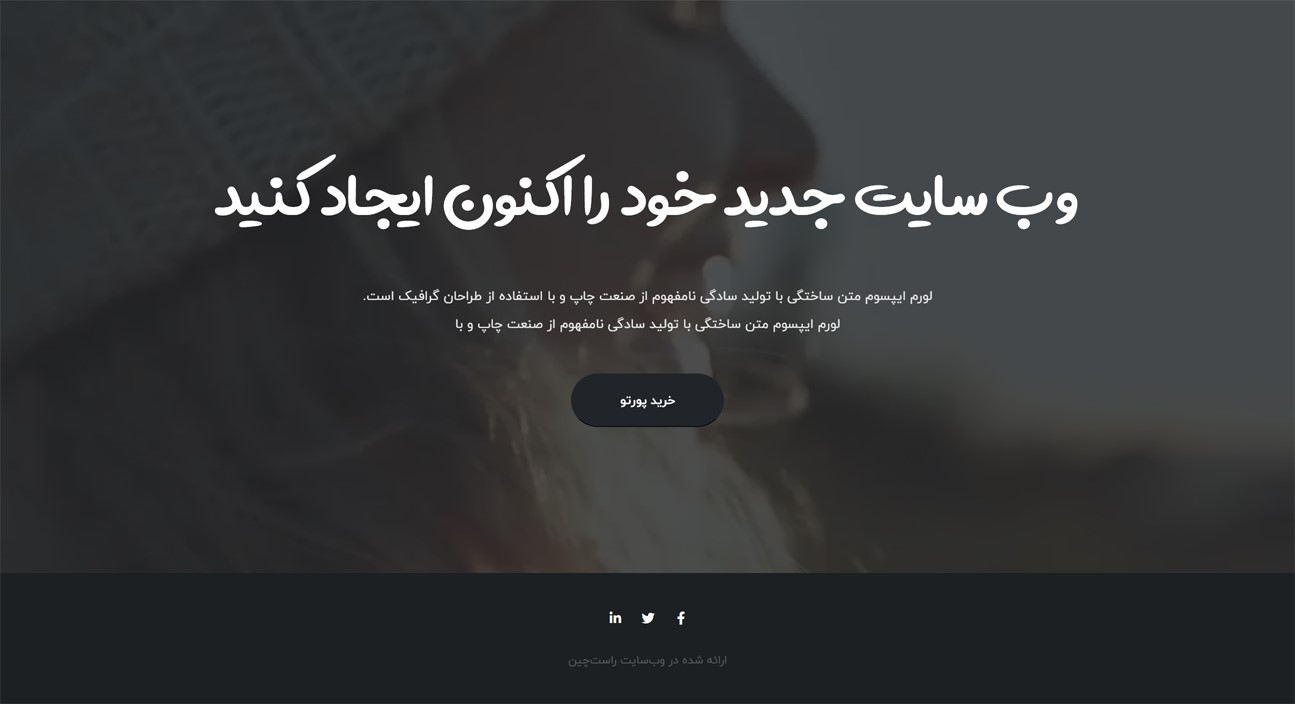 وب سایت جدید خود را اکنون ایجاد کنید
لورم ایپسوم متن ساختگی با تولید سادگی نامفهوم از صنعت چاپ و با استفاده از طراحان گرافیک است.
لورم ایپسوم متن ساختگی با تولید سادگی نامفهوم از صنعت چاپ و با
خرید پورتو
ارائه شده در وب‌سایت راست‌چین